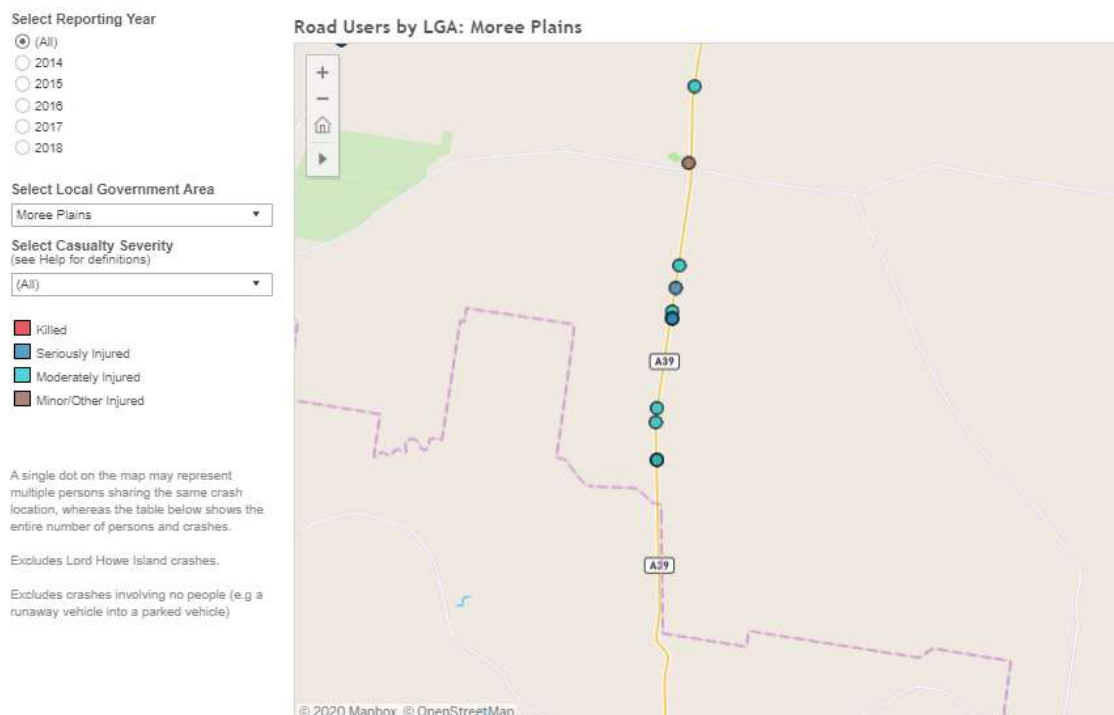 Select Reporting Year
(All)
2014
2015
2016
2017
2018
Select Local Government Area
Moree Plains
Select Casualty Severity
(see Help for definitions)
(All)
Killed
Seriously Injured
Moderately Injured
Minor/Other Injured
A single dot on the map may represent
multiple persons sharing the same crash
location, whereas the table below shows the
entire number of persons and crashes.
Excludes Lord Howe Island crashes.
Excludes crashes involving no people (e.g a
runaway vehicle into a parked vehicle)
Road Users by LGA: Moree Plains
A39
A39
© 2020 Mapbox © OpenStreetMap